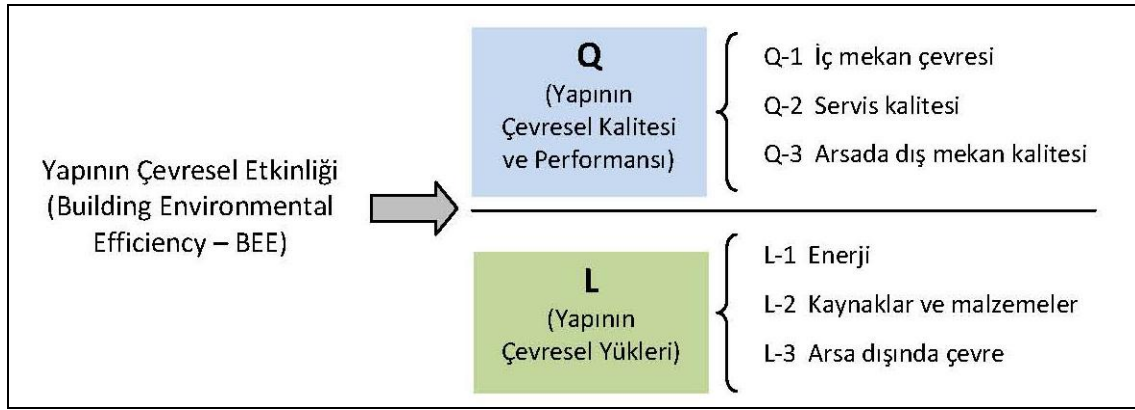 Yapının Çevresel Etkinliği
(Building Environmental
Efficiency – BEE)
Q
(Yapının
Çevresel Kalitesi
ve Performansı)
Q-1 İç mekan çevresi
Q-2 Servis kalitesi
Q-3 Arsada dış mekan kalitesi
L
(Yapının
Çevresel Yükleri)
L-1 Enerji
L-2 Kaynaklar ve malzemeler
L-3 Arsa dışında çevre